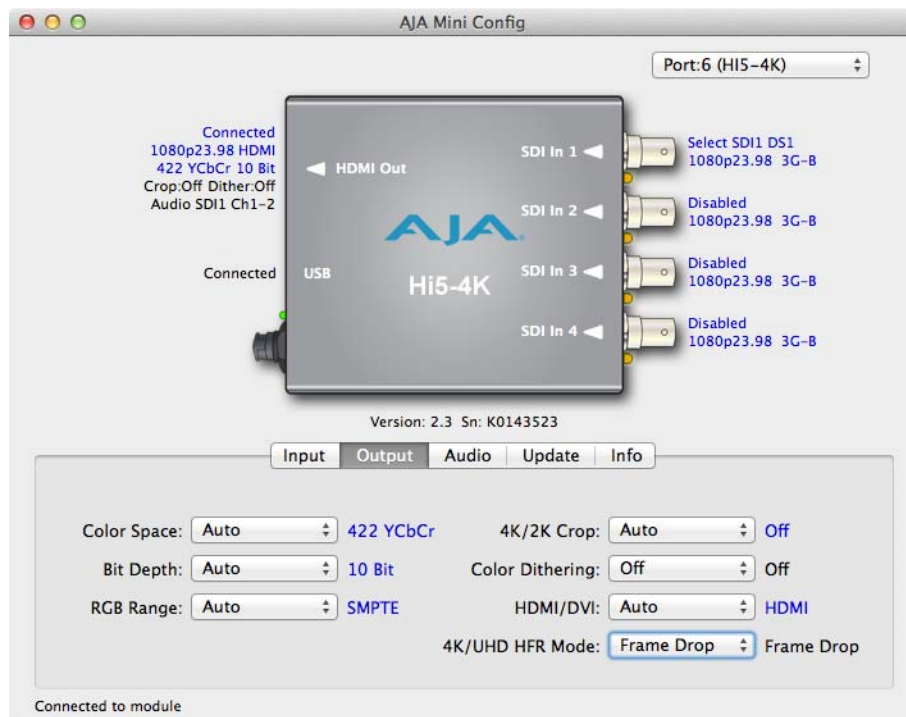 AJA Mini Config
Port:6 (HI5-4K)
Connected
1080p23.98 HDMI
422 YCbCr 10 Bit
Crop:Off Dither:Off
Audio SDI1 Ch1-2
Connected
HDMI Out
USB
AJA
Hi5-4K
SDI In 1
SDI In 2
SDI In 3
SDI In 4
Select SDI1 DS1
1080p23.98 3G-B
Disabled
1080p23.98 3G-B
Disabled
1080p23.98 3G-B
Disabled
1080p23.98 3G-B
Version: 2.3 Sn: K0143523
Input Output Audio Update Info
Color Space: Auto 422 YCbCr
Bit Depth: Auto 10 Bit
RGB Range: Auto SMPTE
4K/2K Crop: Auto Off
Color Dithering: Off Off
HDMI/DVI: Auto HDMI
4K/UHD HFR Mode: Frame Drop Frame Drop
Connected to module